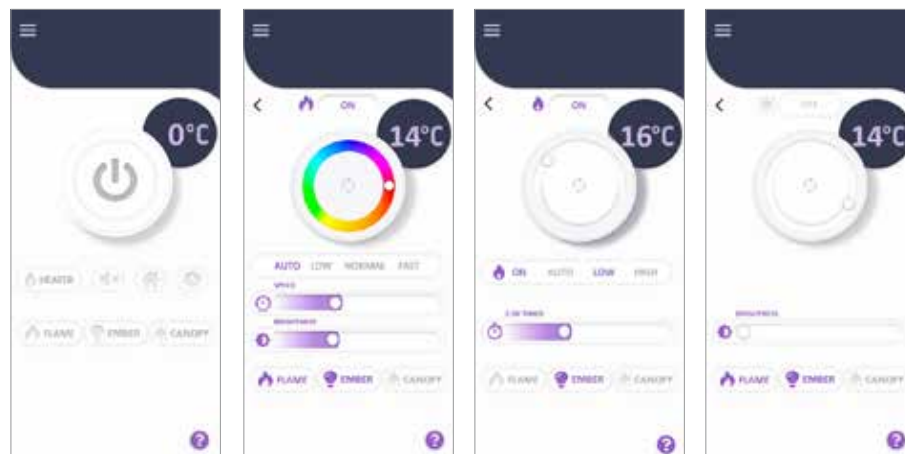 0°C
HEATER
FLAME EMBER CANOPY
?
ON
14°C
AUTO LOW NORMAL FAST
SPEED
BRIGHTNESS
FLAME EMBER CANOPY
?
ON
16°C
ON AUTO LOW HIGH
FLAME EMBER CANOPY
?
OFF
14°C
BRIGHTNESS
FLAME EMBER CANOPY
?